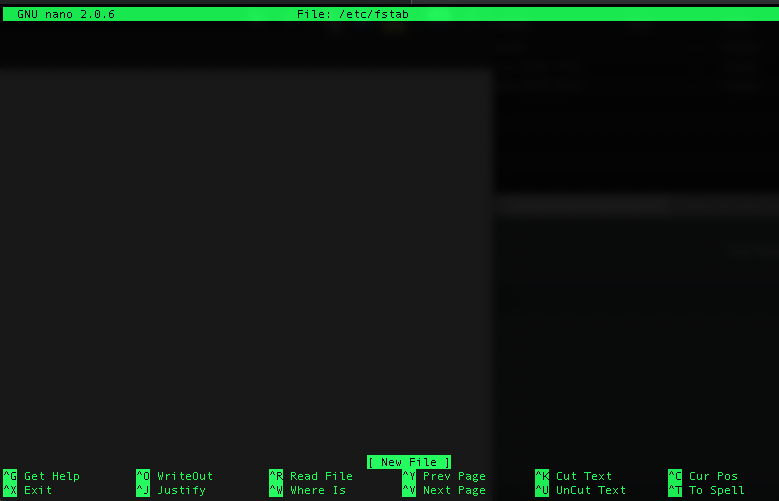 GNU nano 2.0.6 File: /etc/fstab
[ New File ]
^G Get Help ^O WriteOut ^R Read File ^Y Prev Page ^K Cut Text ^C Cur Pos
^X Exit ^J Justify ^W Where Is ^V Next Page ^U UnCut Text ^T To Spell